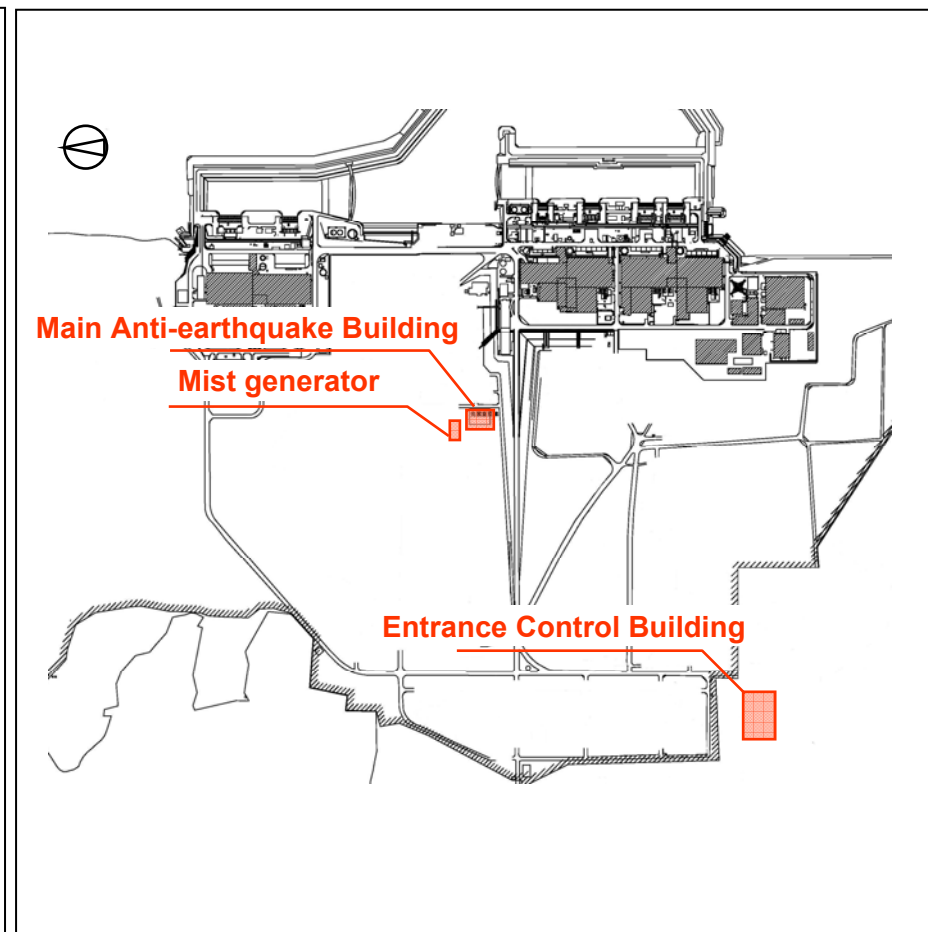 Main Anti-earthquake Building
Mist generator
Entrance Control Building